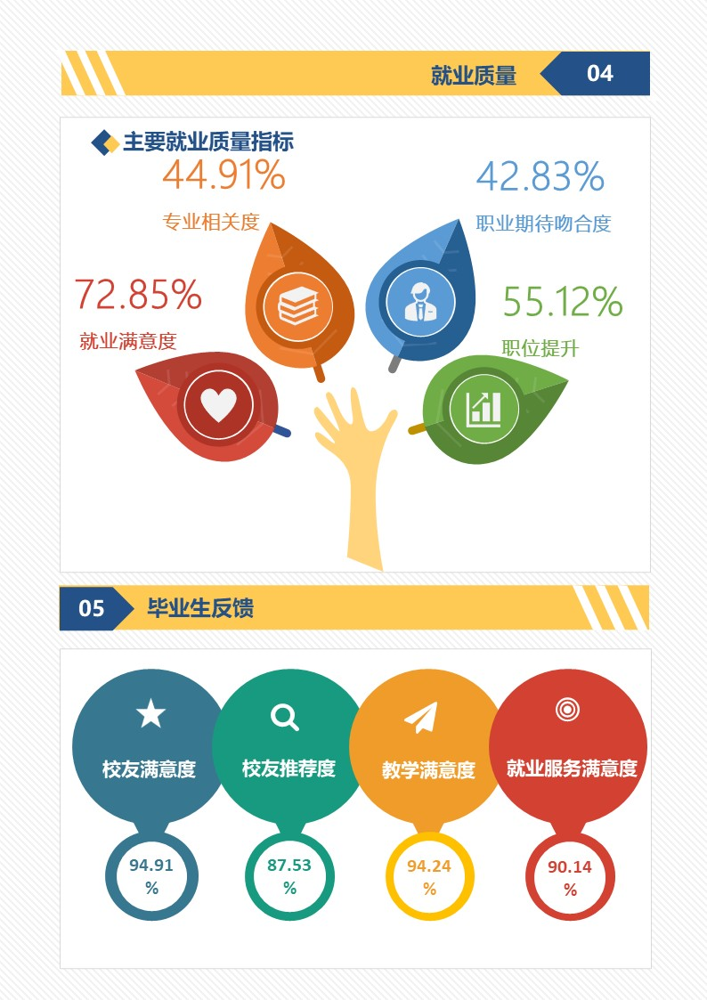 就业质量
04
主要就业质量指标
44.91%
专业相关度
42.83%
职业期待吻合度
72.85%
就业满意度
55.12%
职位提升
05
毕业生反馈
校友满意度
校友推荐度
教学满意度
就业服务满意度
94.91
%
87.53
%
94.24
%
90.14
%